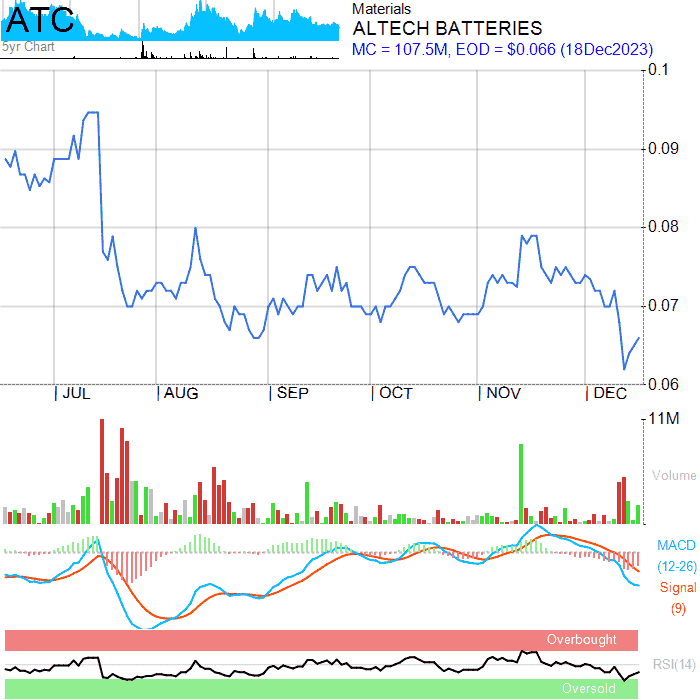 ATC
5yr Chart
Materials
ALTECH BATTERIES
MC = 107.5M, EOD = $0.066 (18Dec2023)
0.1
0.09
0.08
0.07
0.06
JUL AUG SEP OCT NOV DEC
11M
Volume
MACD
(12-26)
Signal
(9)
Overbought
RSI(14)
Oversold